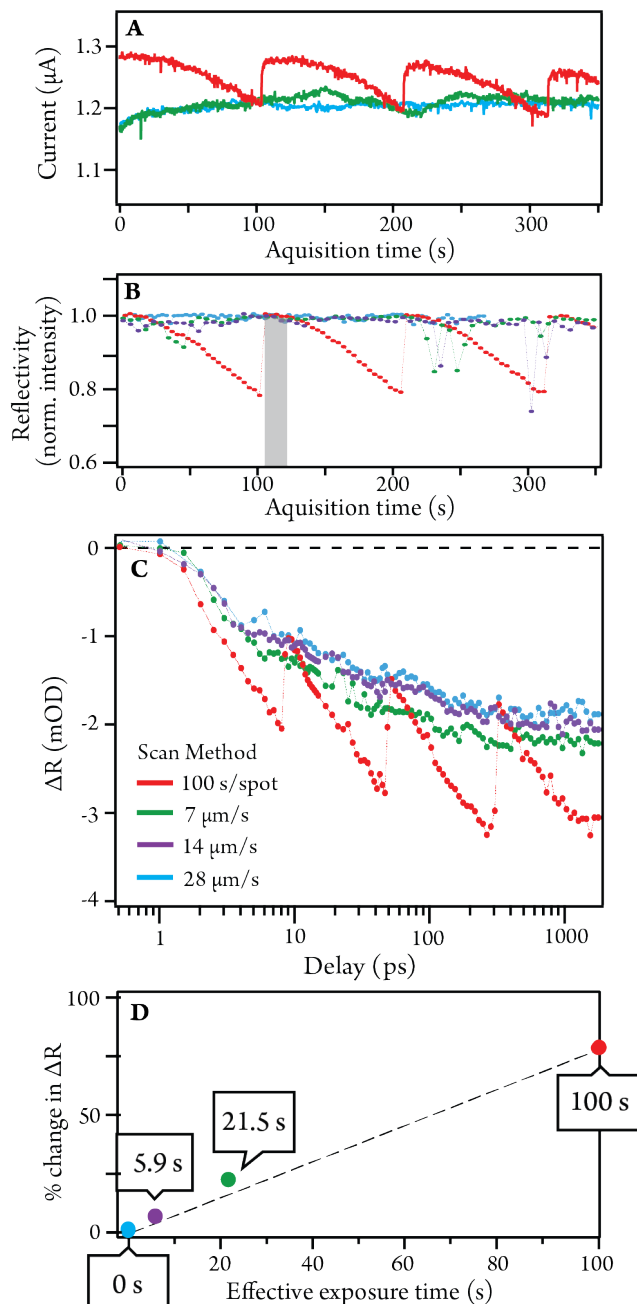 A
Current (µA)
1.3
1.2
1.1
0
100
200
300
Aquisition time (s)
B
Reflectivity
(norm. intensity)
1.0
0.8
0.6
0
100
200
300
Aquisition time (s)
C
ΔR (mOD)
0
-1
-2
-3
-4
Scan Method
100 s/spot
7 µm/s
14 µm/s
28 µm/s
1
10
100
1000
Delay (ps)
D
% change in ΔR
100
50
0
5.9 s
21.5 s
100 s
0 s
20
40
60
80
100
Effective exposure time (s)